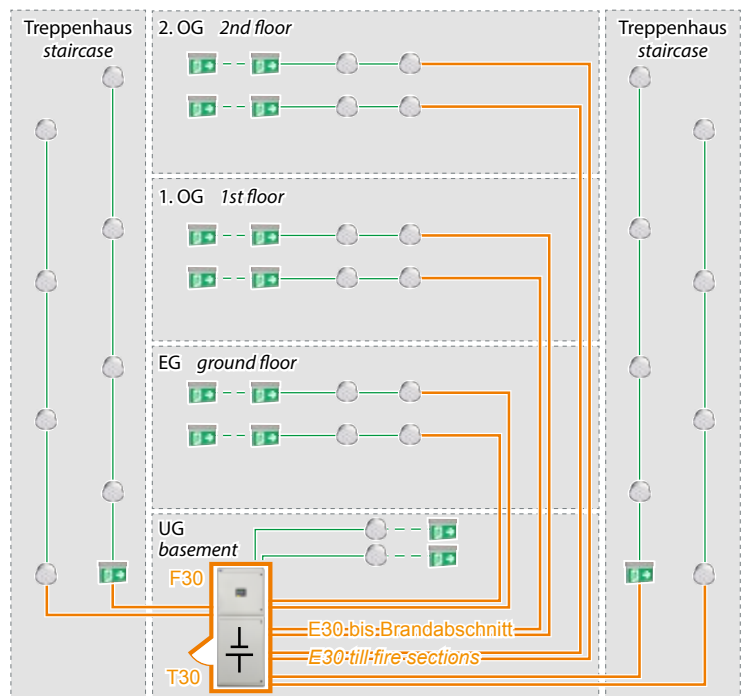 Treppenhaus
staircase
2. OG 2nd floor
Treppenhaus
staircase
1. OG 1st floor
EG ground floor
UG
basement
F30
E30 bis Brandabschnitt
E30 till fire sections
T30